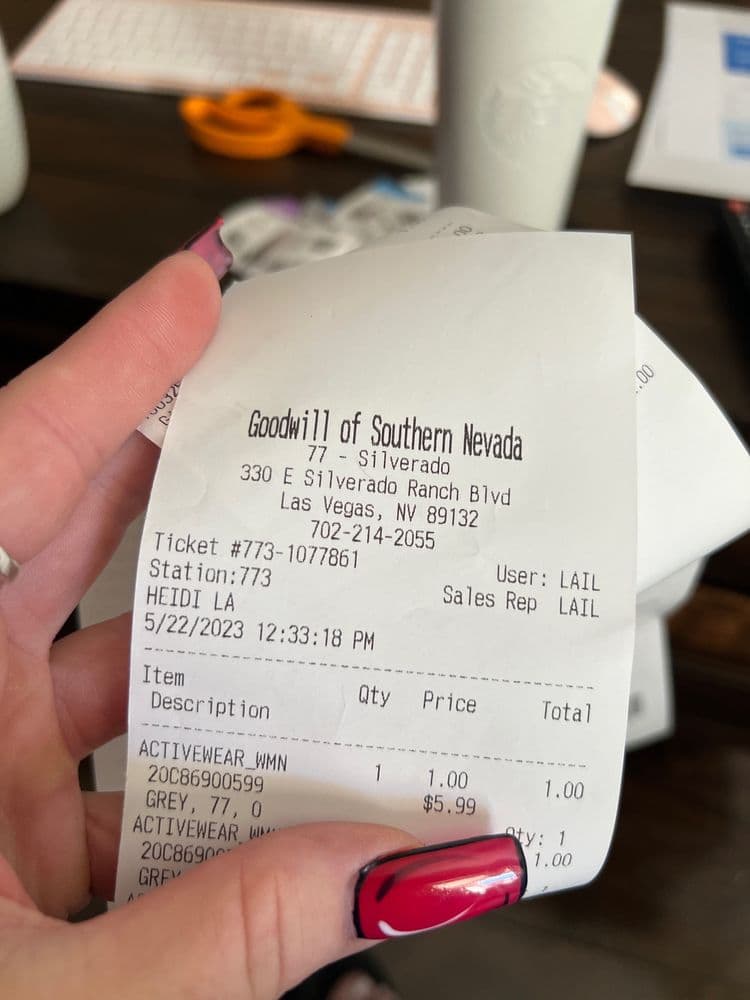 Goodwill of Southern Nevada
77 - Silverado
330 E Silverado Ranch Blvd
Las Vegas, NV 89132
702-214-2055
Ticket #773-1077861
Station:773 User: LAIL
HEIDI LA Sales Rep LAIL
5/22/2023 12:33:18 PM
Item Qty Price Total
Description
ACTIVEWEAR_WMN 1 1.00 1.00
20C86900599 $5.99
GREY, 77, 0 Qty: 1
ACTIVEWEAR 1.00
.00